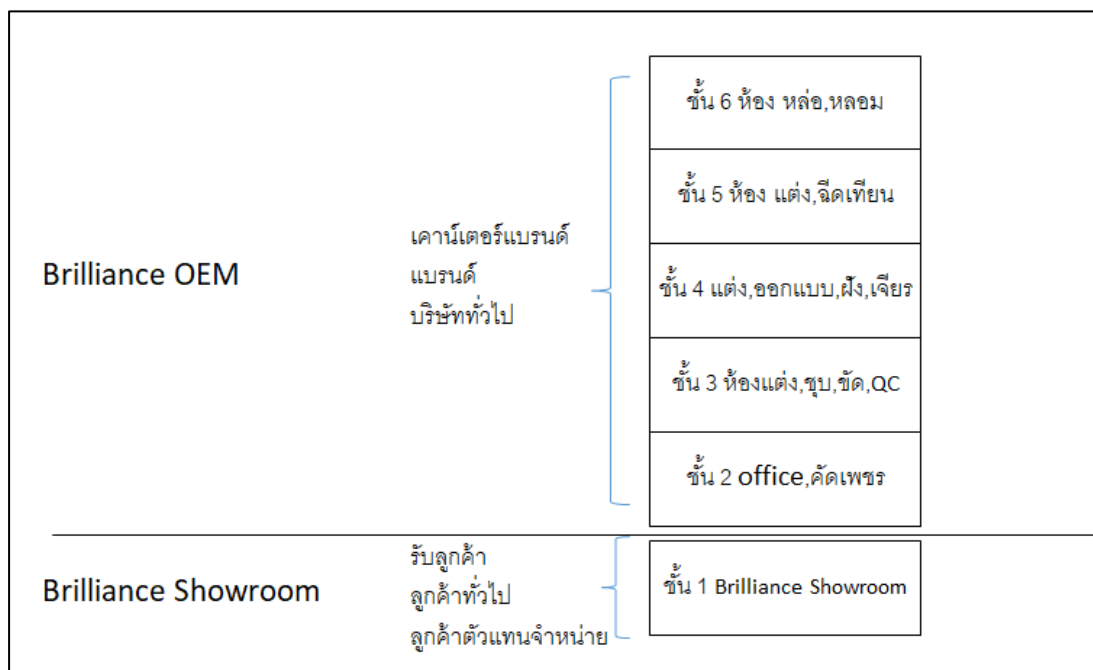 ชั้น 6 ห้อง หล่อ,หลอม
ชั้น 5 ห้อง แต่ง,ฉีดเทียน
เคาน์เตอร์แบรนด์
Brilliance OEM
แบรนด์
ชั้น 4 แต่ง,ออกแบบ,ฝัง,เจียร
บริษัททั่วไป
ชั้น 3 ห้องแต่ง,ชุบ,ขัด,QC
ชั้น 2 office,คัดเพชร
รับลูกค้า
Brilliance Showroom
ลูกค้าทั่วไป
ลูกค้าตัวแทนจำหน่าย
ชั้น 1 Brilliance Showroom